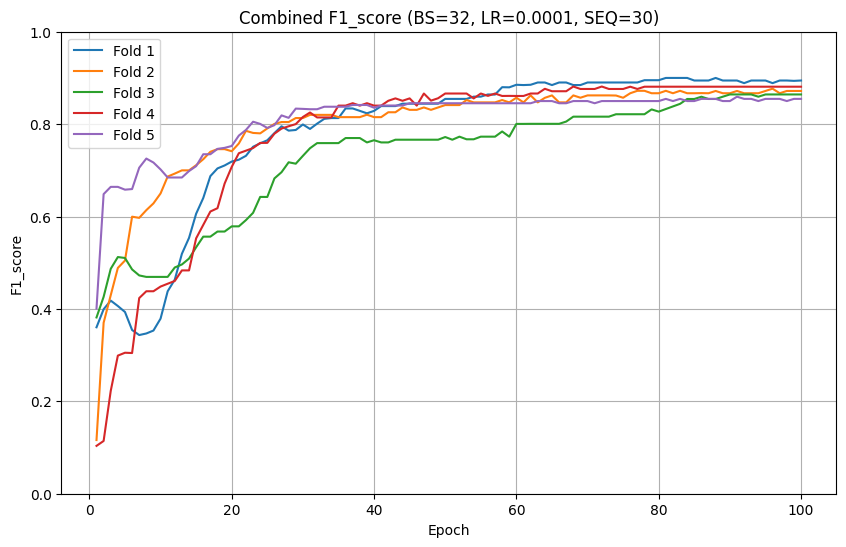 Combined F1_score (BS=32, LR=0.0001, SEQ=30)
Fold 1
Fold 2
Fold 3
Fold 4
Fold 5
1.0
0.8
0.6
0.4
0.2
0.0
F1_score
0 20 40 60 80 100
Epoch